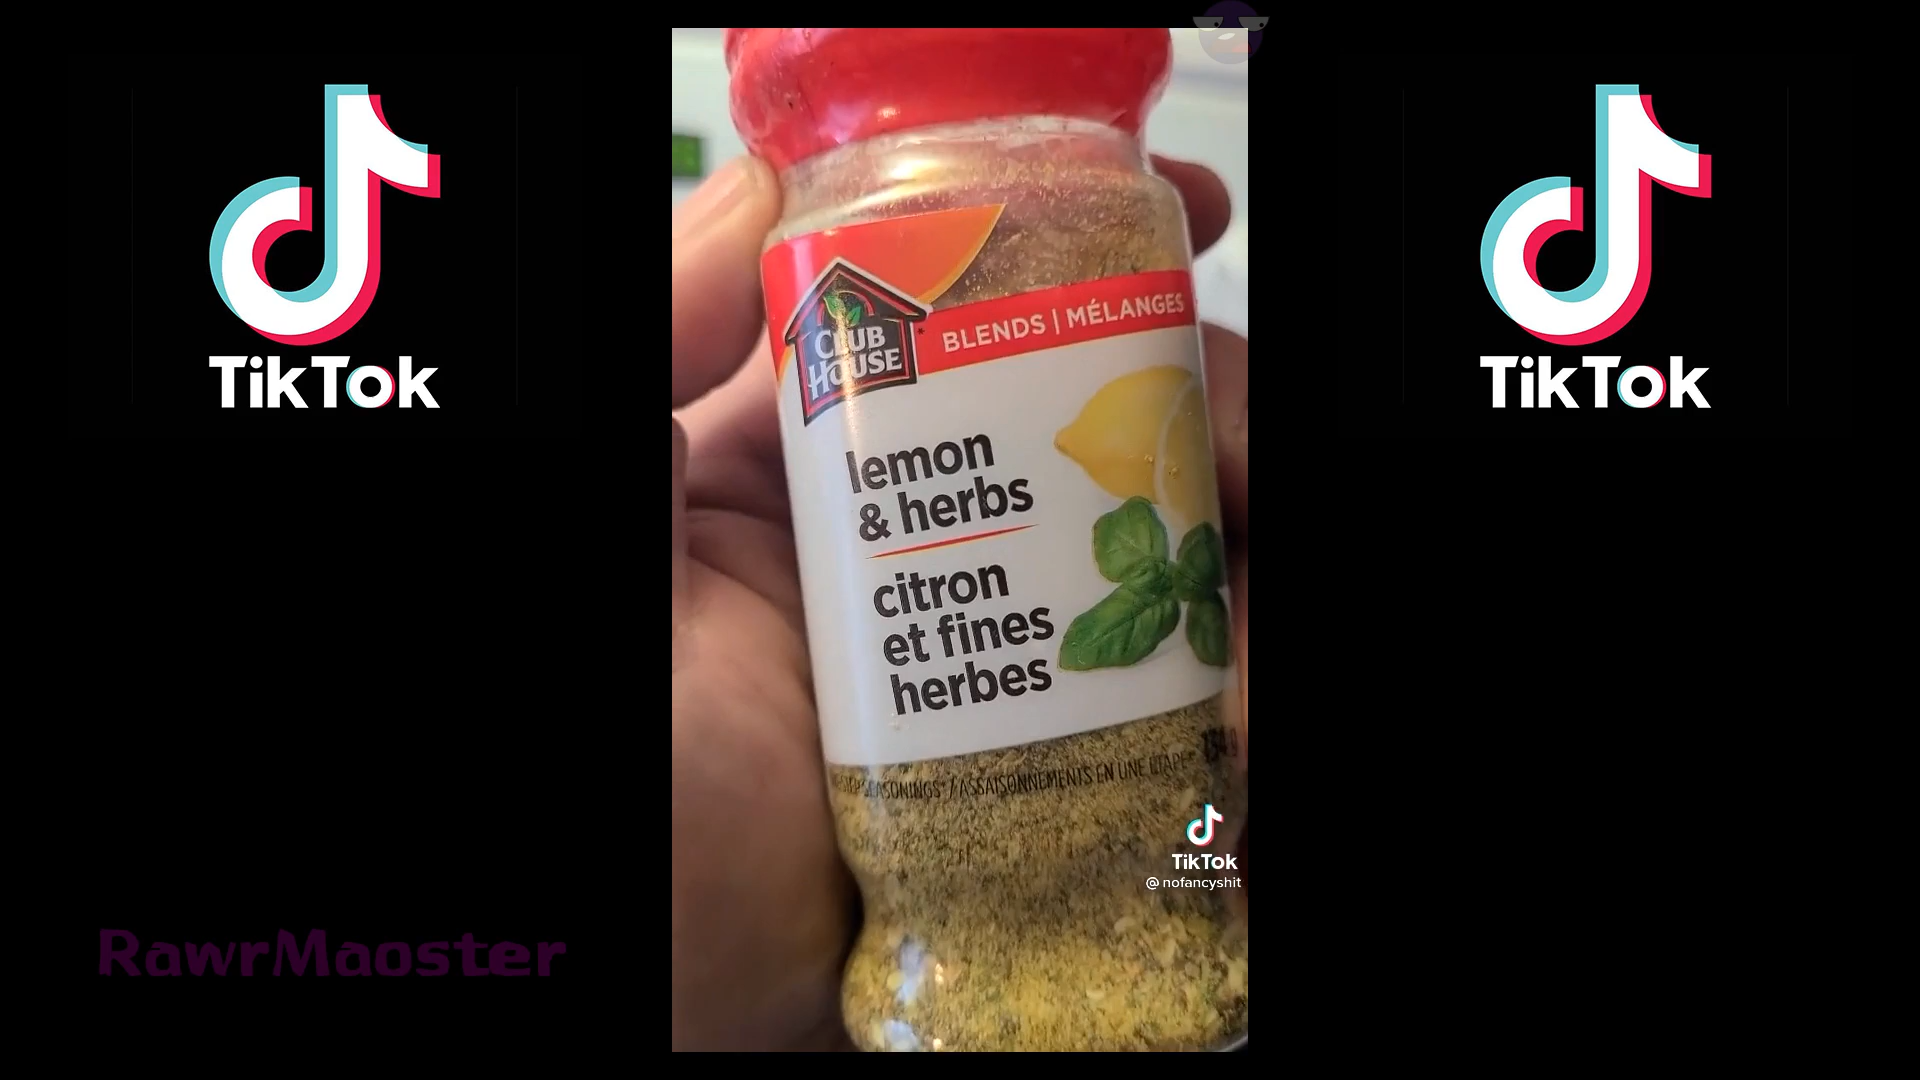 TikTok
TikTok
CLUB
HOUSE
BLENDS | MÉLANGES
lemon
& herbs
citron
et fines
herbes
SEASONINGS / ASSAISONNEMENTS EN UNE ÉTAPE
TikTok
@nofancyshit
RawrMaoster